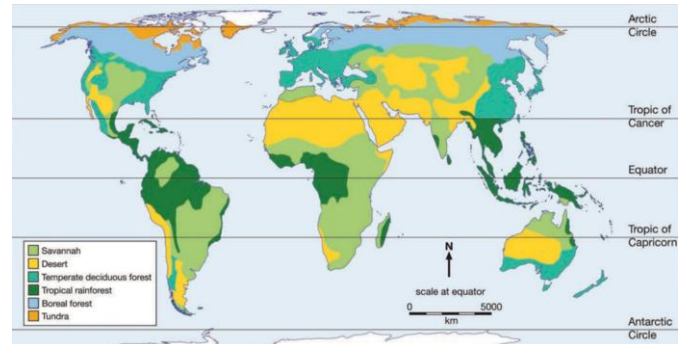 Arctic
Circle
Tropic of
Cancer
Equator
Tropic of
Capricorn
Antarctic
Circle
Savannah
Desert
Temperate deciduous forest
Tropical rainforest
Boreal forest
Tundra
N
scale at equator
0 5000
km